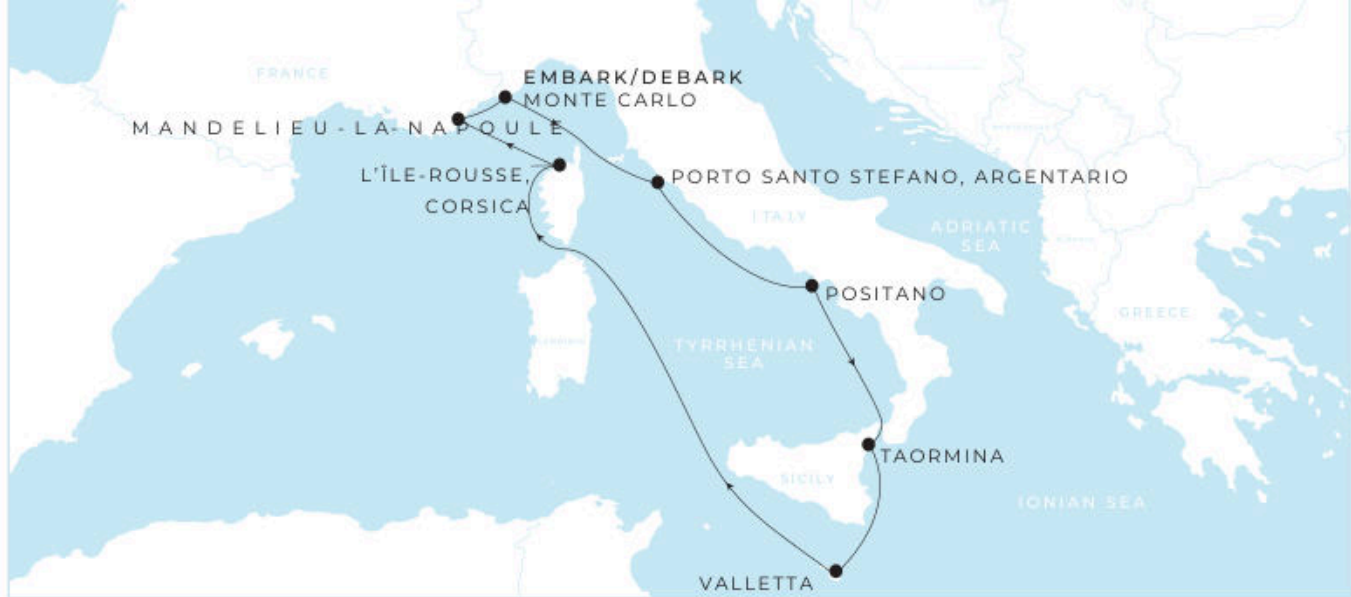 FRANCE
EMBARK/DEBARK
MONTE CARLO
MANDELIEU-LA-NAPOULE
L'ÎLE-ROUSSE,
CORSICA
PORTO SANTO STEFANO, ARGENTARIO
ITALY
ADRIATIC
SEA
POSITANO
GREECE
TYRRHENIAN
SEA
TAORMINA
SICILY
IONIAN SEA
VALLETTA